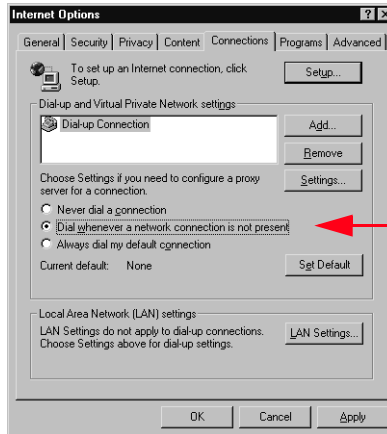 Internet Options
General Security Privacy Content Connections Programs Advanced
To set up an Internet connection, click Setup.
Setup...
Dial-up and Virtual Private Network settings
Dial-up Connection
Add...
Remove
Choose Settings if you need to configure a proxy
server for a connection.
Settings...
Never dial a connection
Dial whenever a network connection is not present
Always dial my default connection
Current default: None
Set Default
Local Area Network (LAN) settings
LAN Settings do not apply to dial-up connections.
Choose Settings above for dial-up settings.
LAN Settings...
OK Cancel Apply